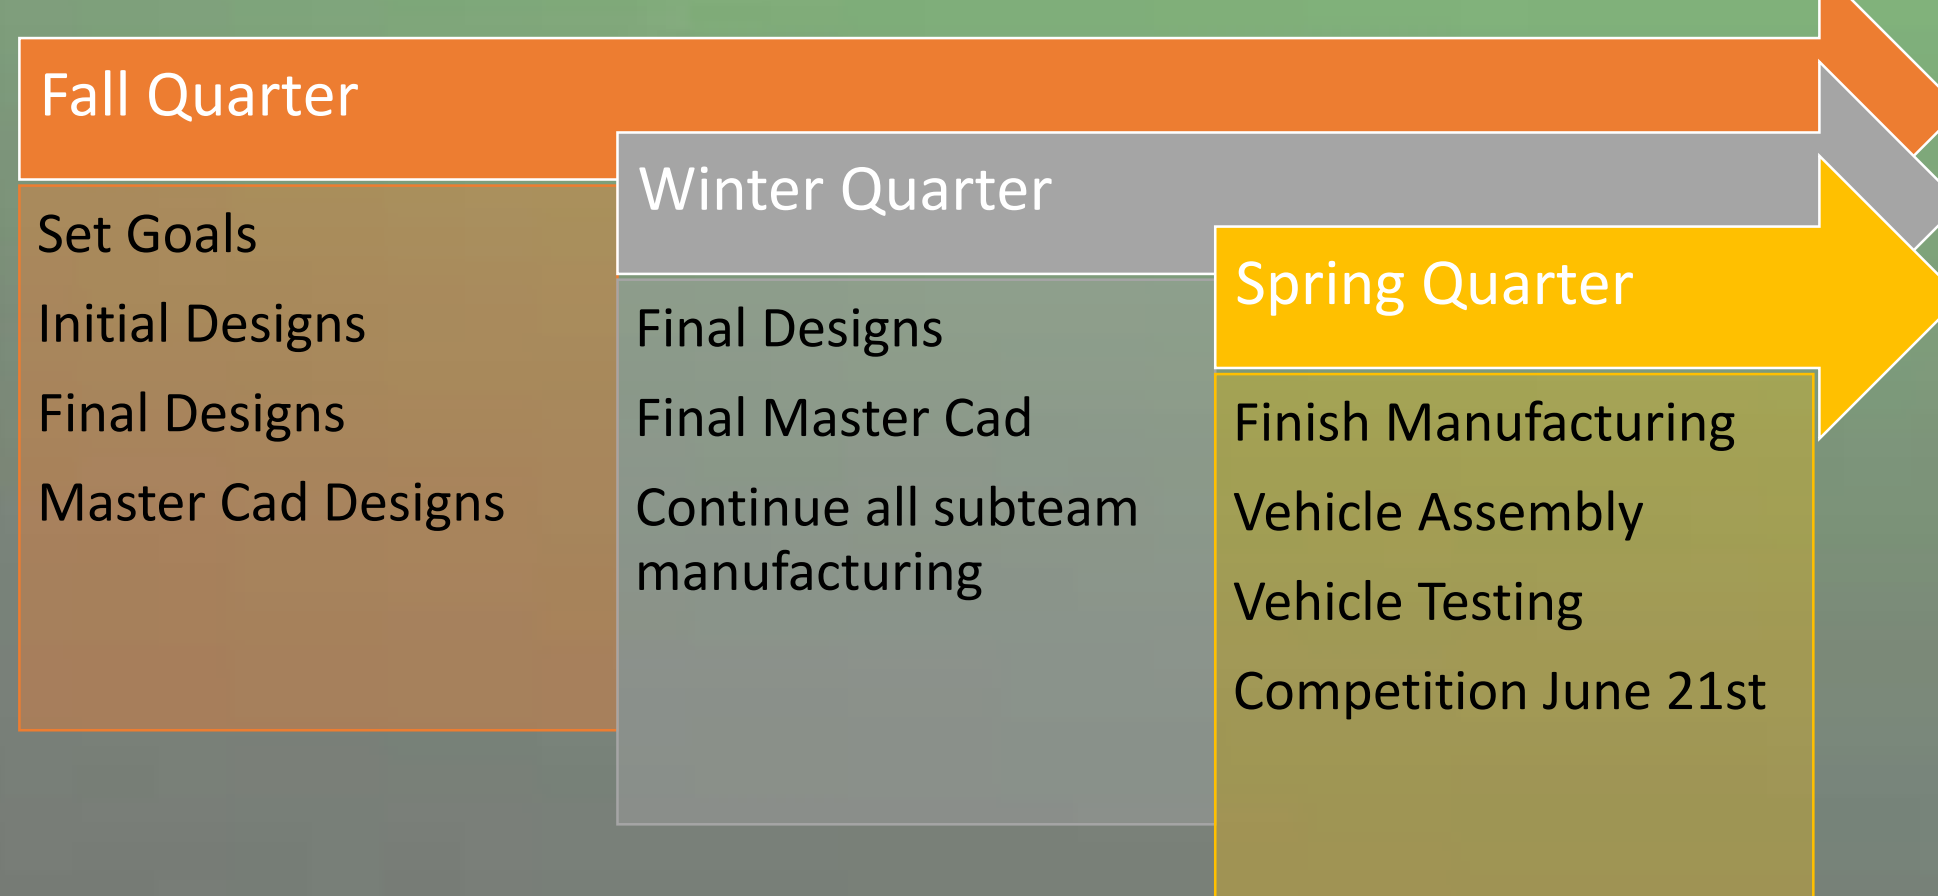 Fall Quarter
Set Goals
Initial Designs
Final Designs
Master Cad Designs
Winter Quarter
Final Designs
Final Master Cad
Continue all subteam
manufacturing
Spring Quarter
Finish Manufacturing
Vehicle Assembly
Vehicle Testing
Competition June 21st